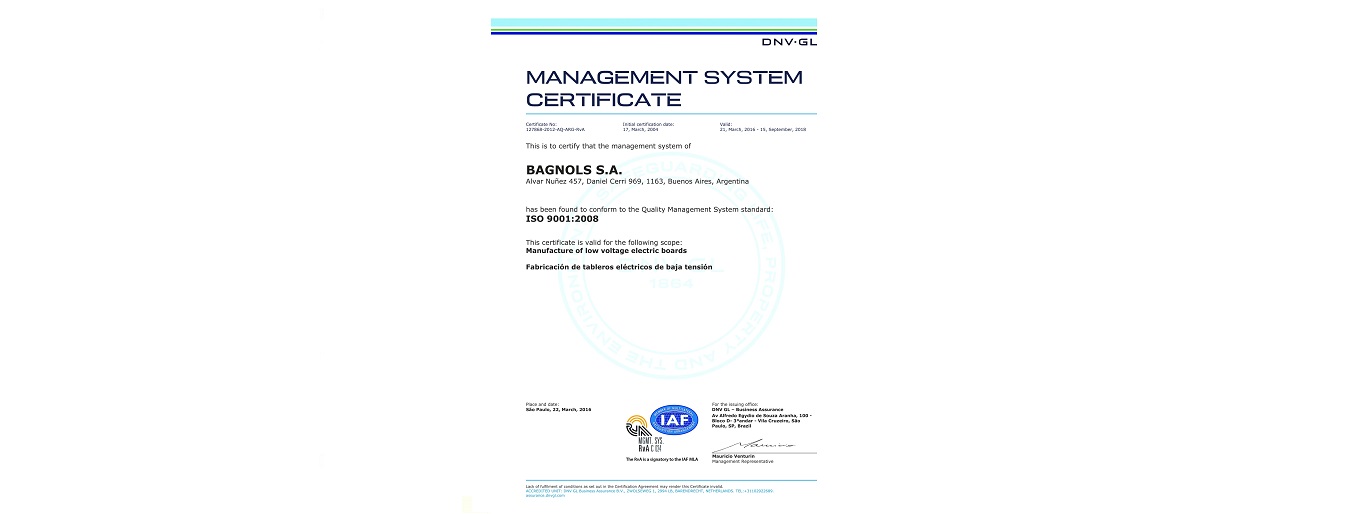 DNV·GL
MANAGEMENT SYSTEM
CERTIFICATE
Certificate No:
127868-2012-AQ-ARG-RvA
Initial certification date:
17, March, 2004
Valid:
21, March, 2016 - 15, September, 2018
This is to certify that the management system of
BAGNOLS S.A.
Alvar Nuñez 457, Daniel Cerri 969, 1163, Buenos Aires, Argentina
has been found to conform to the Quality Management System standard:
ISO 9001:2008
This certificate is valid for the following scope:
Manufacture of low voltage electric boards
Fabricación de tableros eléctricos de baja tensión
1864
Place and date:
São Paulo, 22, March, 2016
IAF
MGMT. SYS.
RvA C 024
The RvA is a signatory to the IAF MLA
For the issuing office:
DNV GL – Business Assurance
Av Alfredo Egydio de Souza Aranha, 100 -
Bloco D- 3ºandar - Vila Cruzeiro, São
Paulo, SP, Brazil
Mauricio Venturin
Management Representative
Lack of fulfilment of conditions as set out in the Certification Agreement may render this Certificate invalid.
ACCREDITED UNIT: DNV GL Business Assurance B.V., ZWOLSEWEG 1, 2994 LB, BARENDRECHT, NETHERLANDS. TEL:+31102922689.
assurance.dnvgl.com